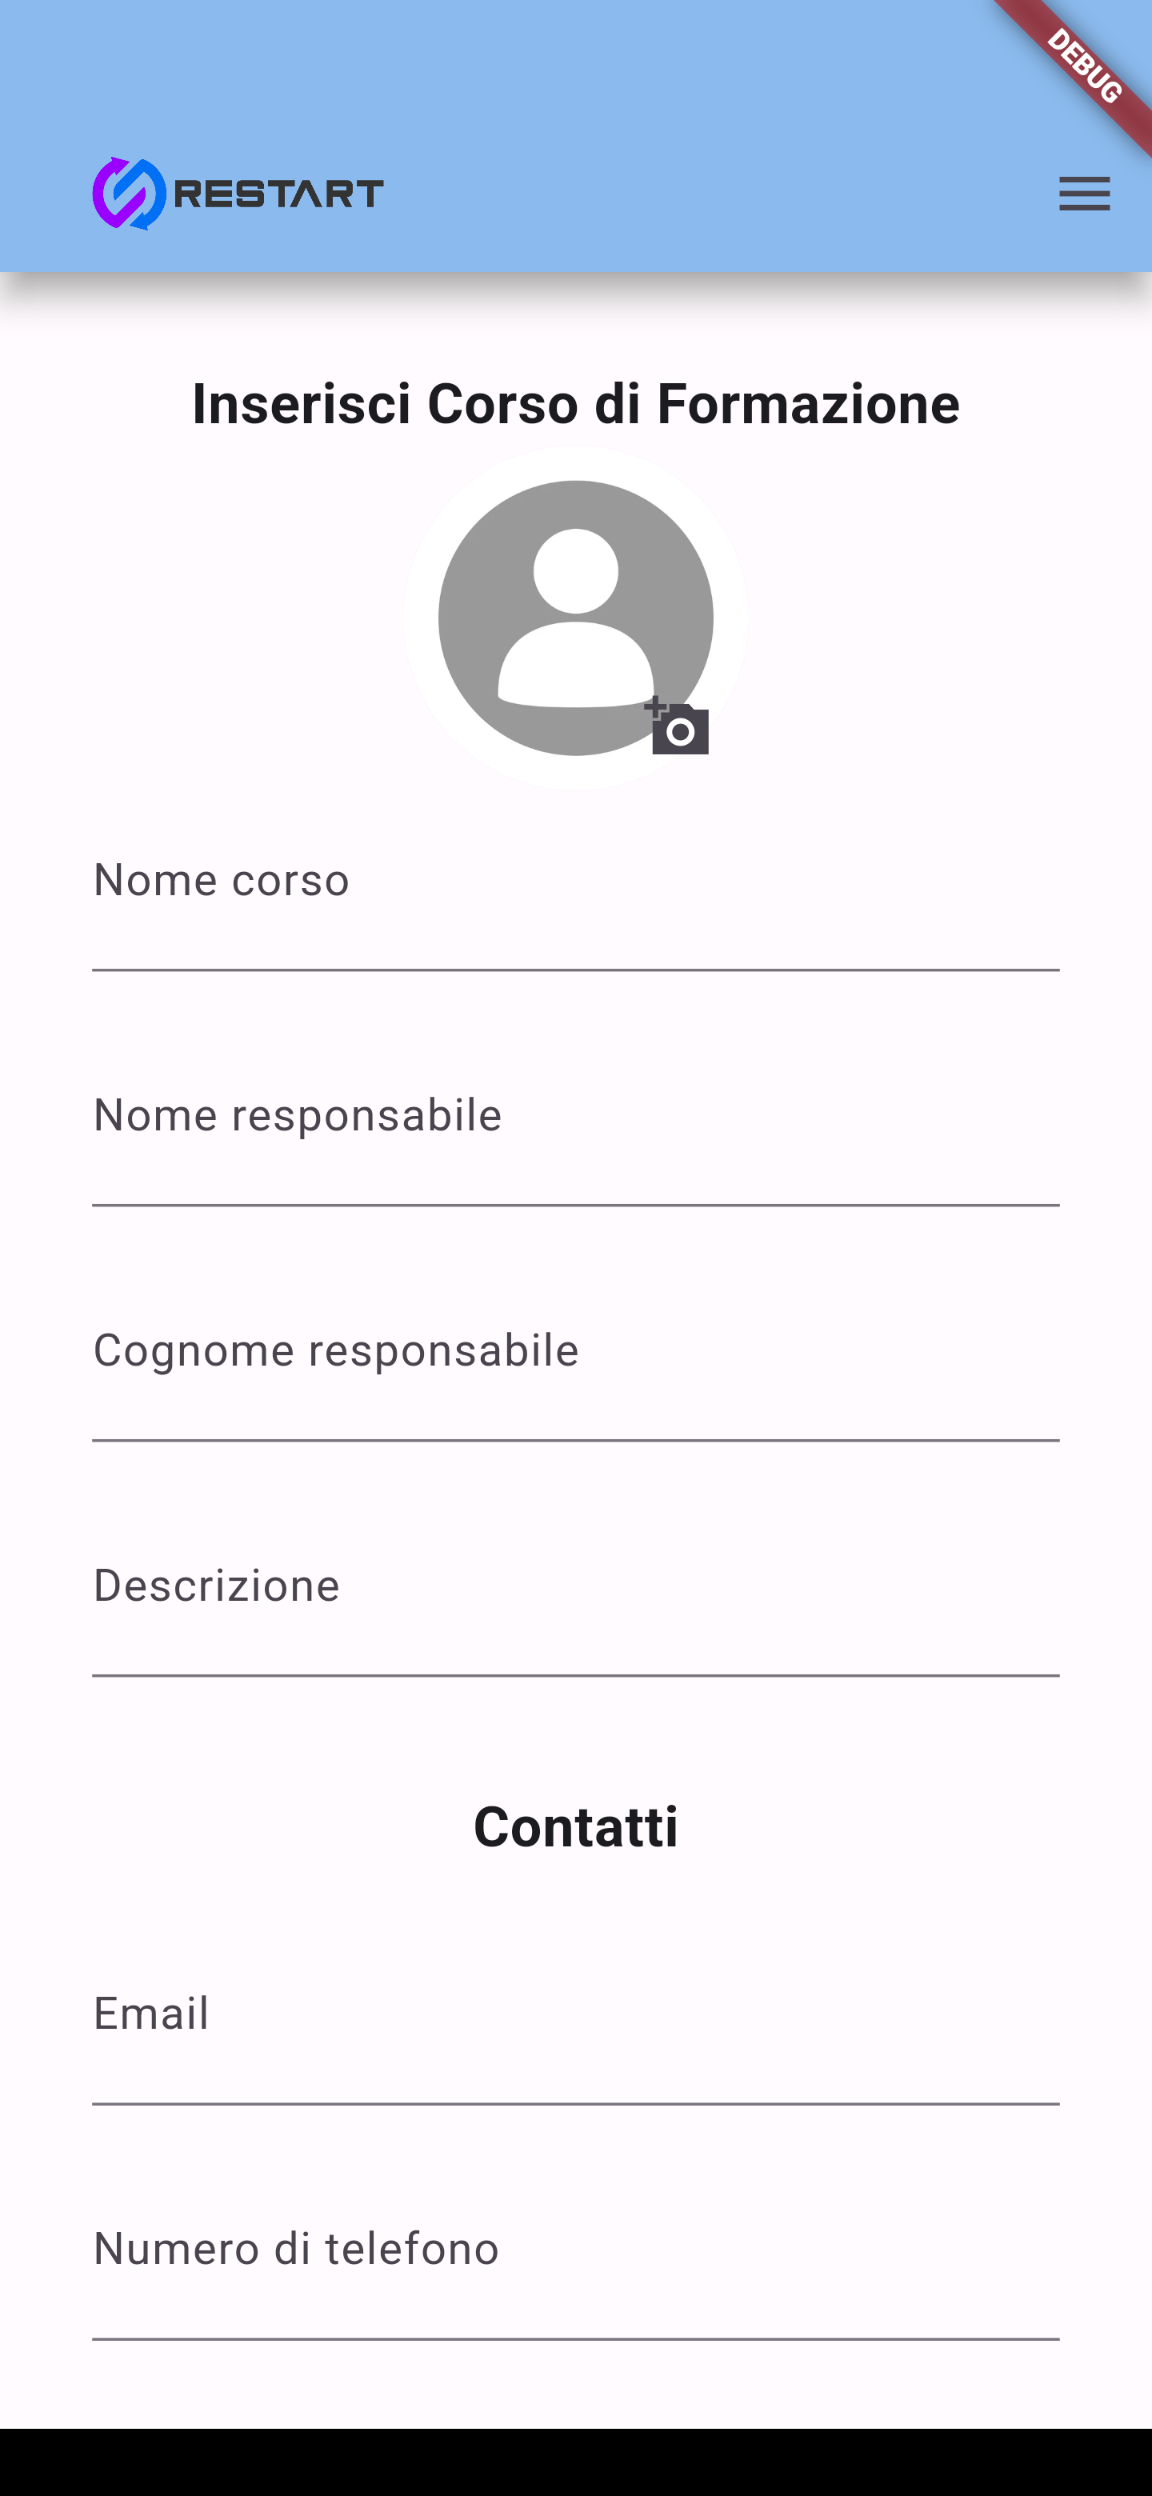 DEBUG
RESTART
Inserisci Corso di Formazione
Nome corso
Nome responsabile
Cognome responsabile
Descrizione
Contatti
Email
Numero di telefono